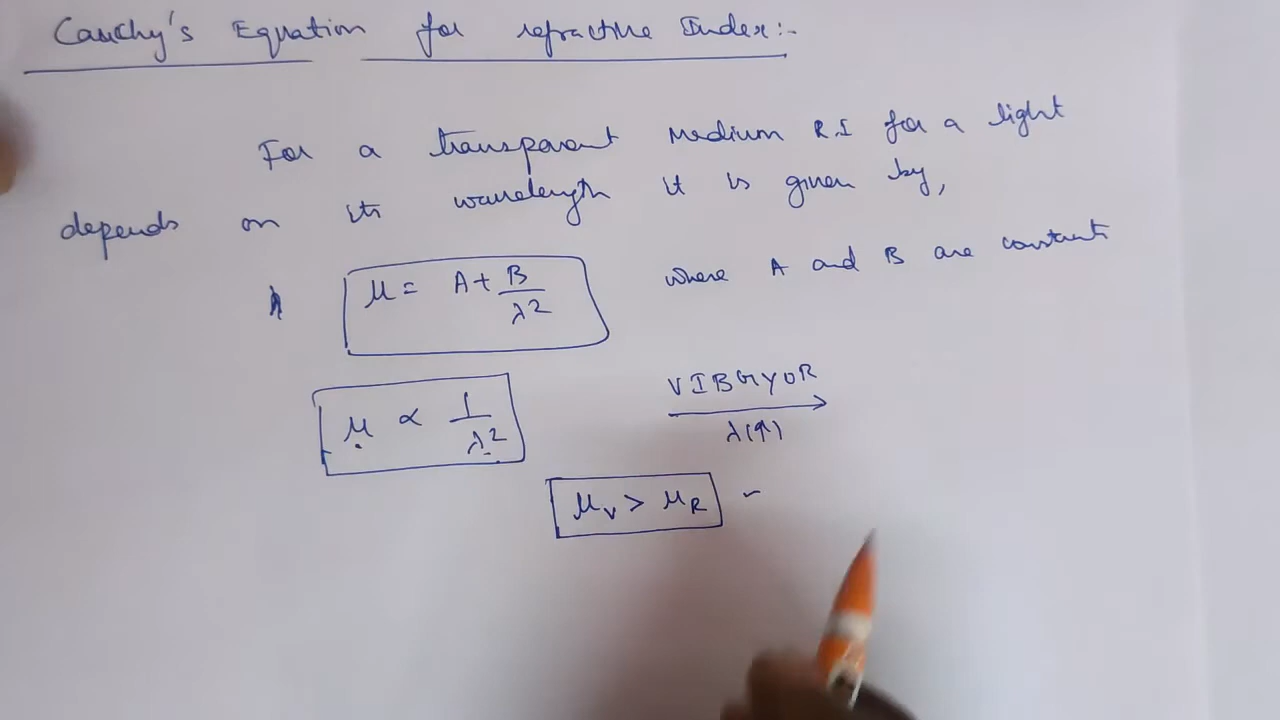 Cauchy's Equation for refractive Index:-
For a transparent medium R.I for a light
depends on its wavelength it is given by,
μ = A + B/λ² where A and B are constants
μ ∝ 1/λ² VIBGYOR
λ(↑)
μV > μR